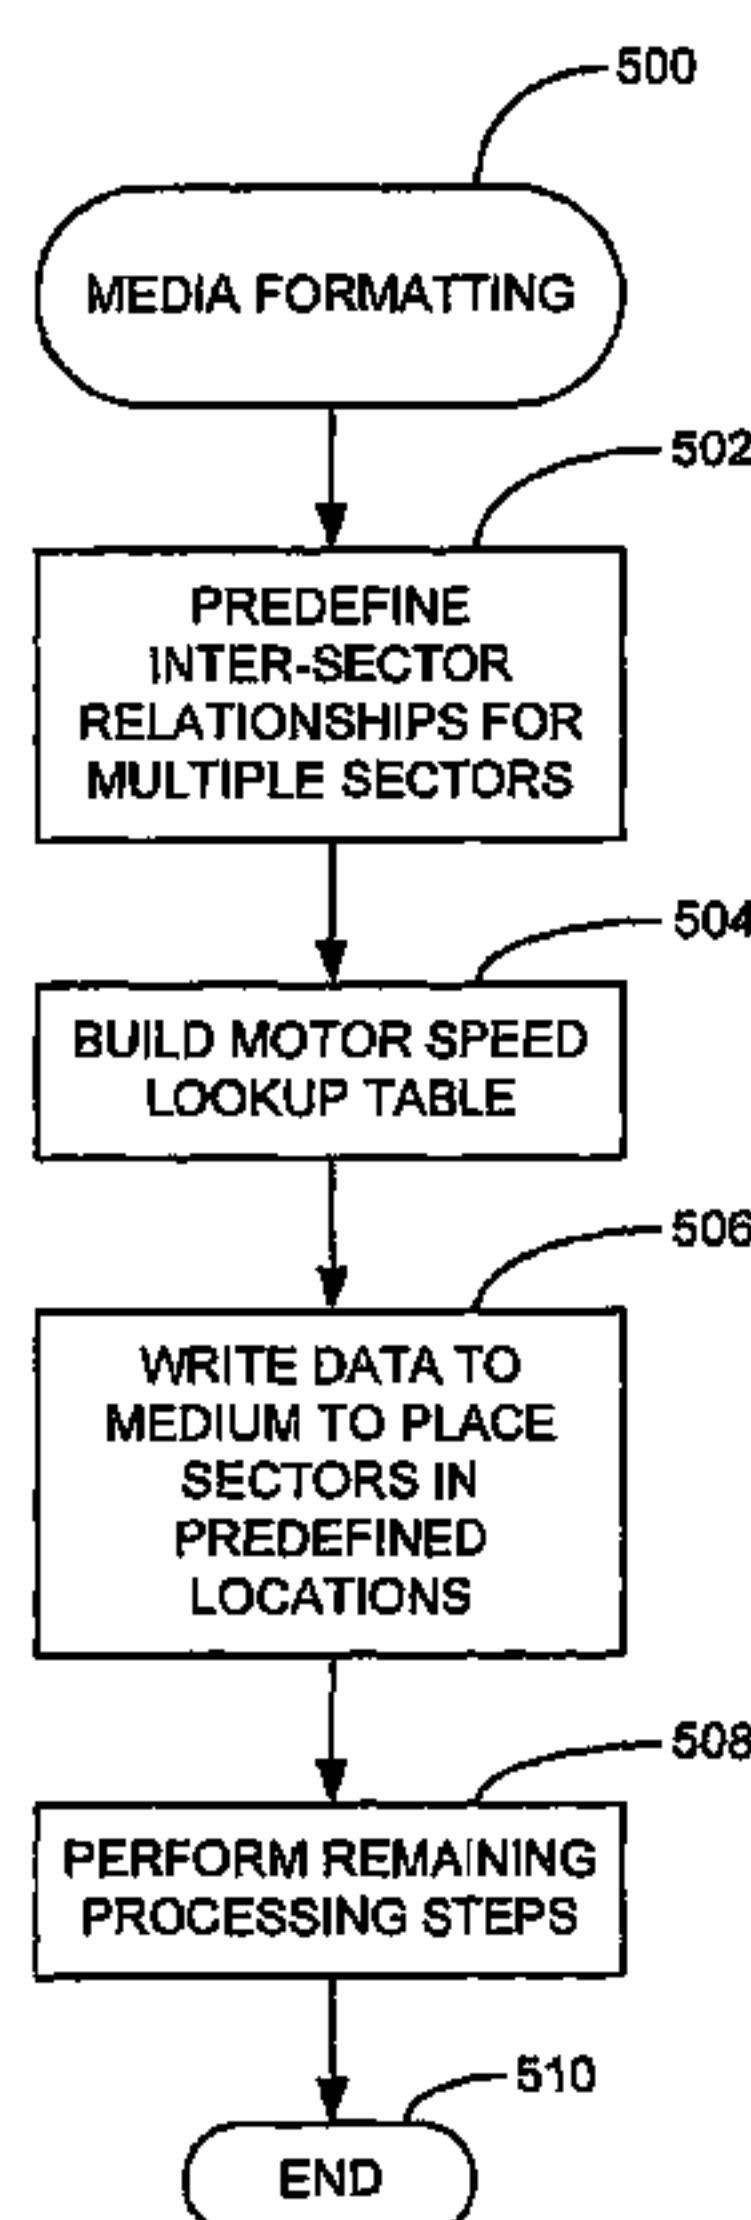 500
MEDIA FORMATTING
502
PREDEFINE
INTER-SECTOR
RELATIONSHIPS FOR
MULTIPLE SECTORS
504
BUILD MOTOR SPEED
LOOKUP TABLE
506
WRITE DATA TO
MEDIUM TO PLACE
SECTORS IN
PREDEFINED
LOCATIONS
508
PERFORM REMAINING
PROCESSING STEPS
510
END